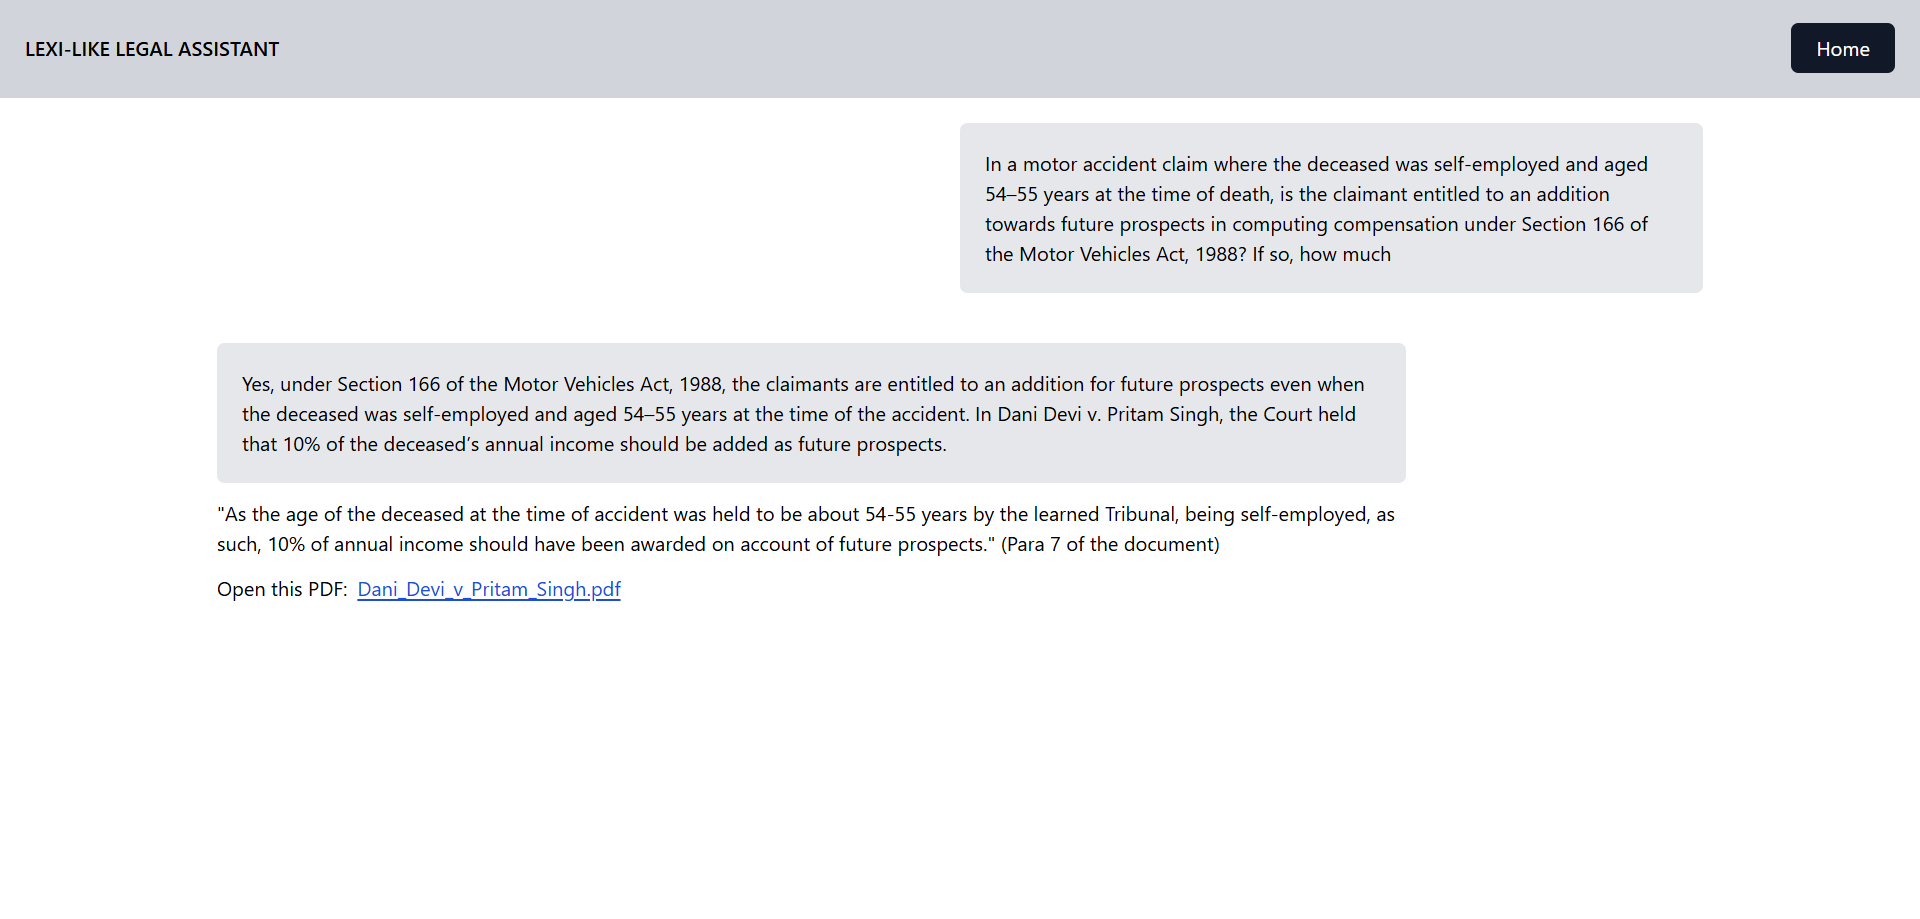 LEXI-LIKE LEGAL ASSISTANT
Home
In a motor accident claim where the deceased was self-employed and aged
54–55 years at the time of death, is the claimant entitled to an addition
towards future prospects in computing compensation under Section 166 of
the Motor Vehicles Act, 1988? If so, how much
Yes, under Section 166 of the Motor Vehicles Act, 1988, the claimants are entitled to an addition for future prospects even when
the deceased was self-employed and aged 54–55 years at the time of the accident. In Dani Devi v. Pritam Singh, the Court held
that 10% of the deceased’s annual income should be added as future prospects.
"As the age of the deceased at the time of accident was held to be about 54-55 years by the learned Tribunal, being self-employed, as
such, 10% of annual income should have been awarded on account of future prospects." (Para 7 of the document)
Open this PDF: Dani_Devi_v_Pritam_Singh.pdf